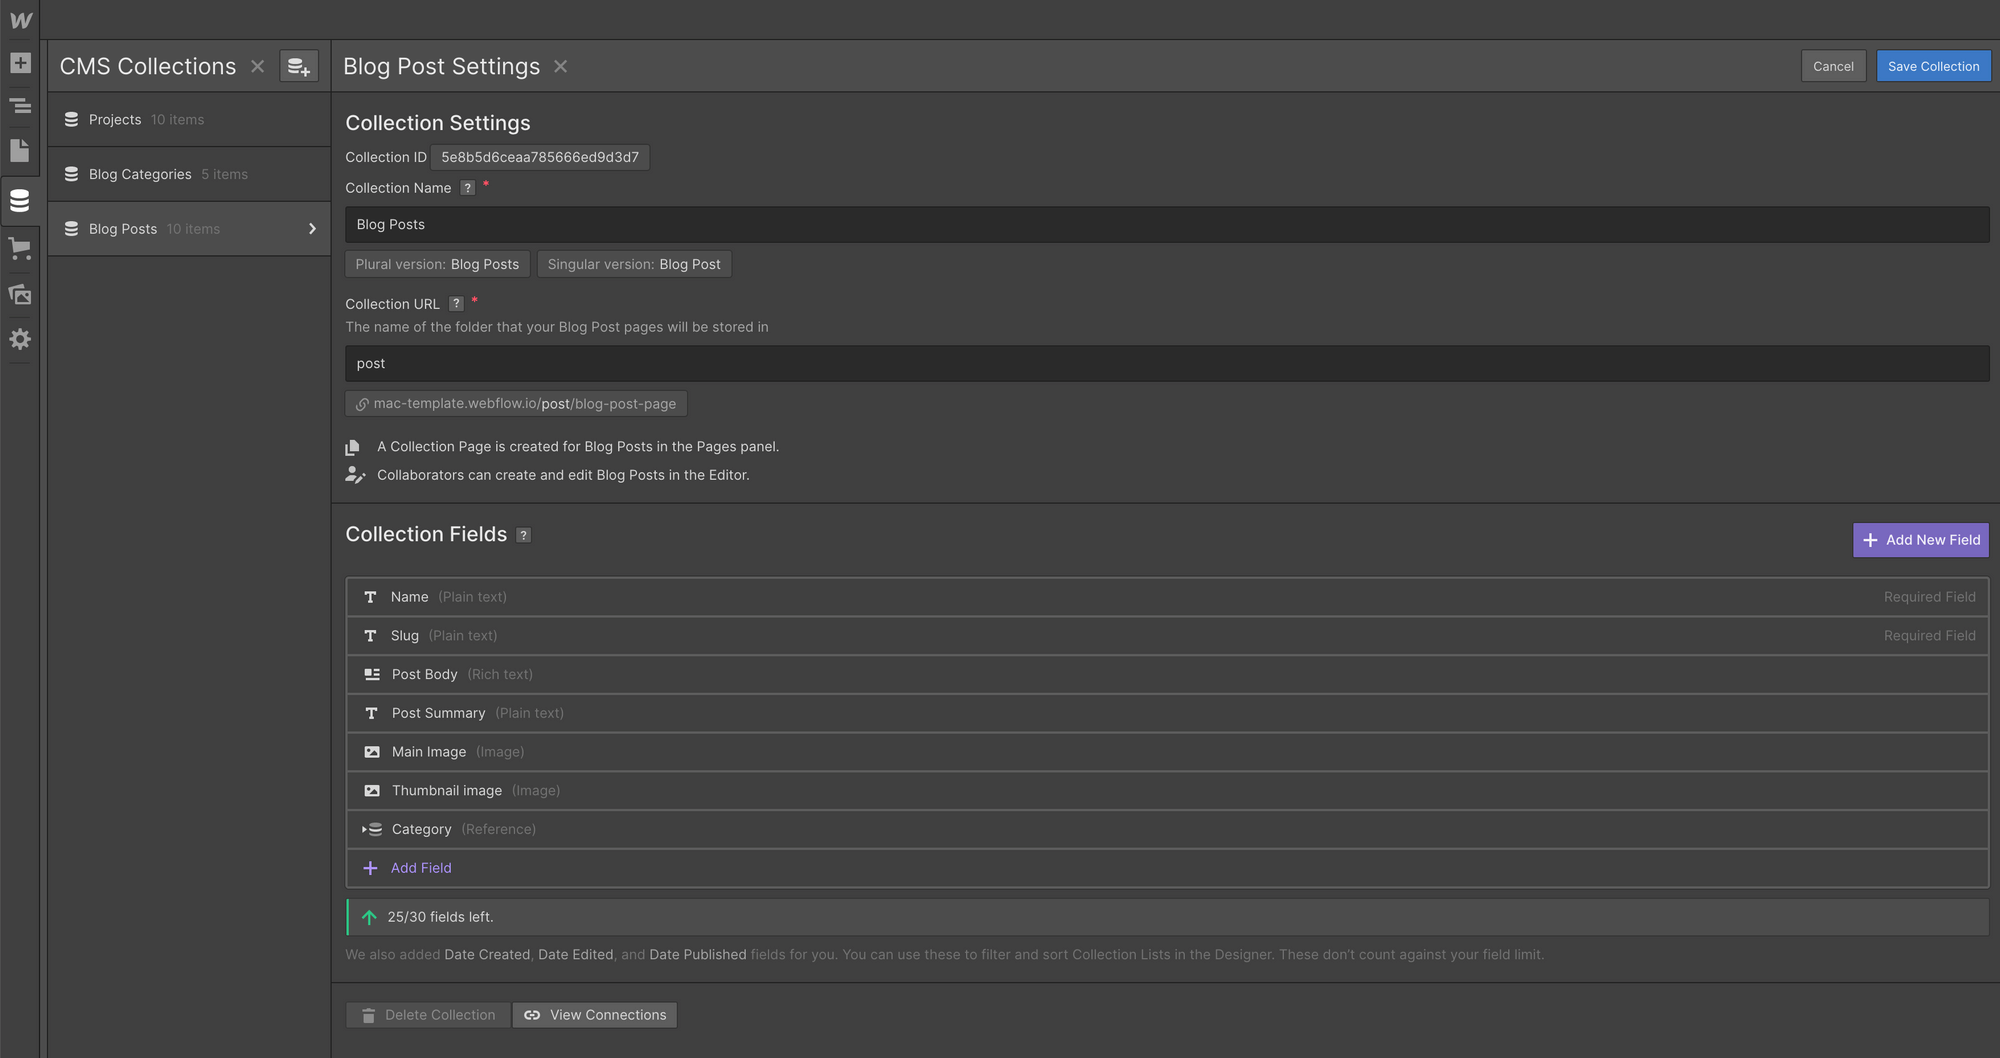 CMS Collections
Blog Post Settings
Cancel
Save Collection
Projects 10 items
Blog Categories 5 items
Blog Posts 10 items
Collection Settings
Collection ID 5e8b5d6ceaa785666ed9d3d7
Collection Name ? *
Blog Posts
Plural version: Blog Posts
Singular version: Blog Post
Collection URL ? *
The name of the folder that your Blog Post pages will be stored in
post
mac-template.webflow.io/post/blog-post-page
A Collection Page is created for Blog Posts in the Pages panel.
Collaborators can create and edit Blog Posts in the Editor.
Collection Fields ?
+ Add New Field
Name (Plain text) Required Field
Slug (Plain text) Required Field
Post Body (Rich text)
Post Summary (Plain text)
Main Image (Image)
Thumbnail image (Image)
Category (Reference)
+ Add Field
25/30 fields left.
We also added Date Created, Date Edited, and Date Published fields for you. You can use these to filter and sort Collection Lists in the Designer. These don't count against your field limit.
Delete Collection
View Connections